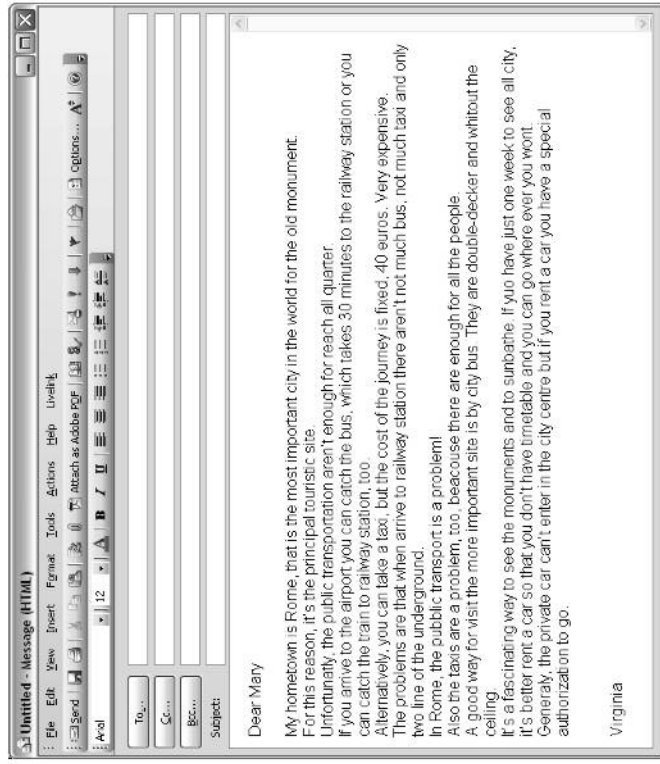 Untitled - Message (HTML)
File Edit View Insert Format Tools Actions Help Livelink
Send Attach as Adobe PDF Options...
Arial 12 A B I U
To...
Cc...
Bcc...
Subject:
Dear Mary
My hometown is Rome, that is the most important city in the world for the old monument.
For this reason, it's the principal touristic site.
Unfortunatly, the public transportation aren't enough for reach all quarter.
If you arrive to the airport you can catch the bus, which takes 30 minutes to the railway station or you
can catch the train to railway station, too.
Alternatively, you can take a taxi, but the cost of the journey is fixed, 40 euros. Very expensive.
The problems are that when arrive to railway station there aren't not much bus, not much taxi and only
two line of the underground.
In Rome, the pubblic transport is a problem!
Also the taxis are a problem, too, beacouse there are enough for all the people.
A good way for visit the more important site is by city bus. They are double-decker and whitout the
ceiling.
It's a fascinating way to see the monuments and to sunbathe. If yuo have just one week to see all city,
it's better rent a car so that you don't have timetable and you can go where ever you wont.
Generaly, the private car can't enter in the city centre but if you rent a car you have a special
authorization to go.
Virginia